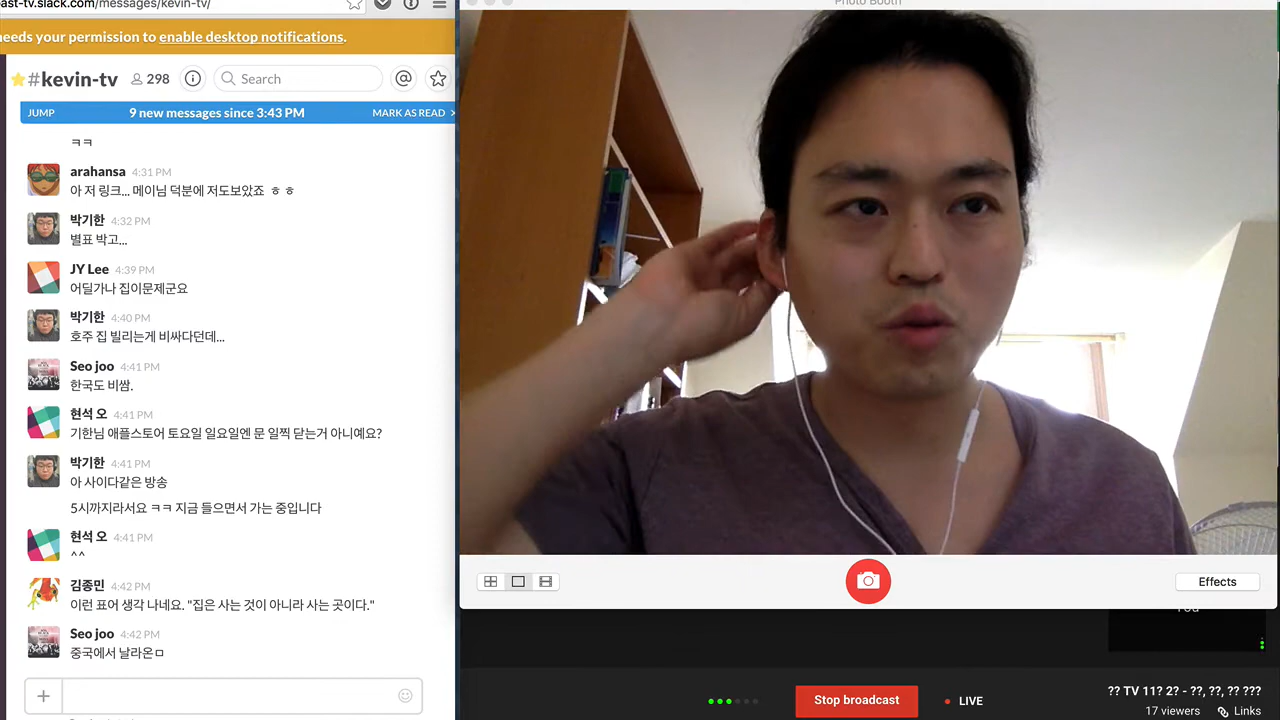 ast-tv.slack.com/messages/kevin-tv/
eeds your permission to enable desktop notifications.
#kevin-tv 298 Search
JUMP 9 new messages since 3:43 PM MARK AS READ
ㅋㅋ
arahansa 4:31 PM
아 저 링크... 메이님 덕분에 저도보았죠 ㅎㅎ
박기한 4:32 PM
별표 박고...
JY Lee 4:39 PM
어딜가나 집이문제군요
박기한 4:40 PM
호주 집 빌리는게 비싸다던데...
Seo joo 4:41 PM
한국도 비쌈.
현석 오 4:41 PM
기한님 애플스토어 토요일 일요일엔 문 일찍 닫는거 아니예요?
박기한 4:41 PM
아 사이다같은 방송
5시까지라서요 ㅋㅋ 지금 들으면서 가는 중입니다
현석 오 4:41 PM
^^
김종민 4:42 PM
이런 표어 생각 나네요. "집은 사는 것이 아니라 사는 곳이다."
Seo joo 4:42 PM
중국에서 날라온ㅁ
Photo Booth
Effects
You
Stop broadcast
LIVE
?? TV 11? 2? - ??, ??, ?? ???
17 viewers Links